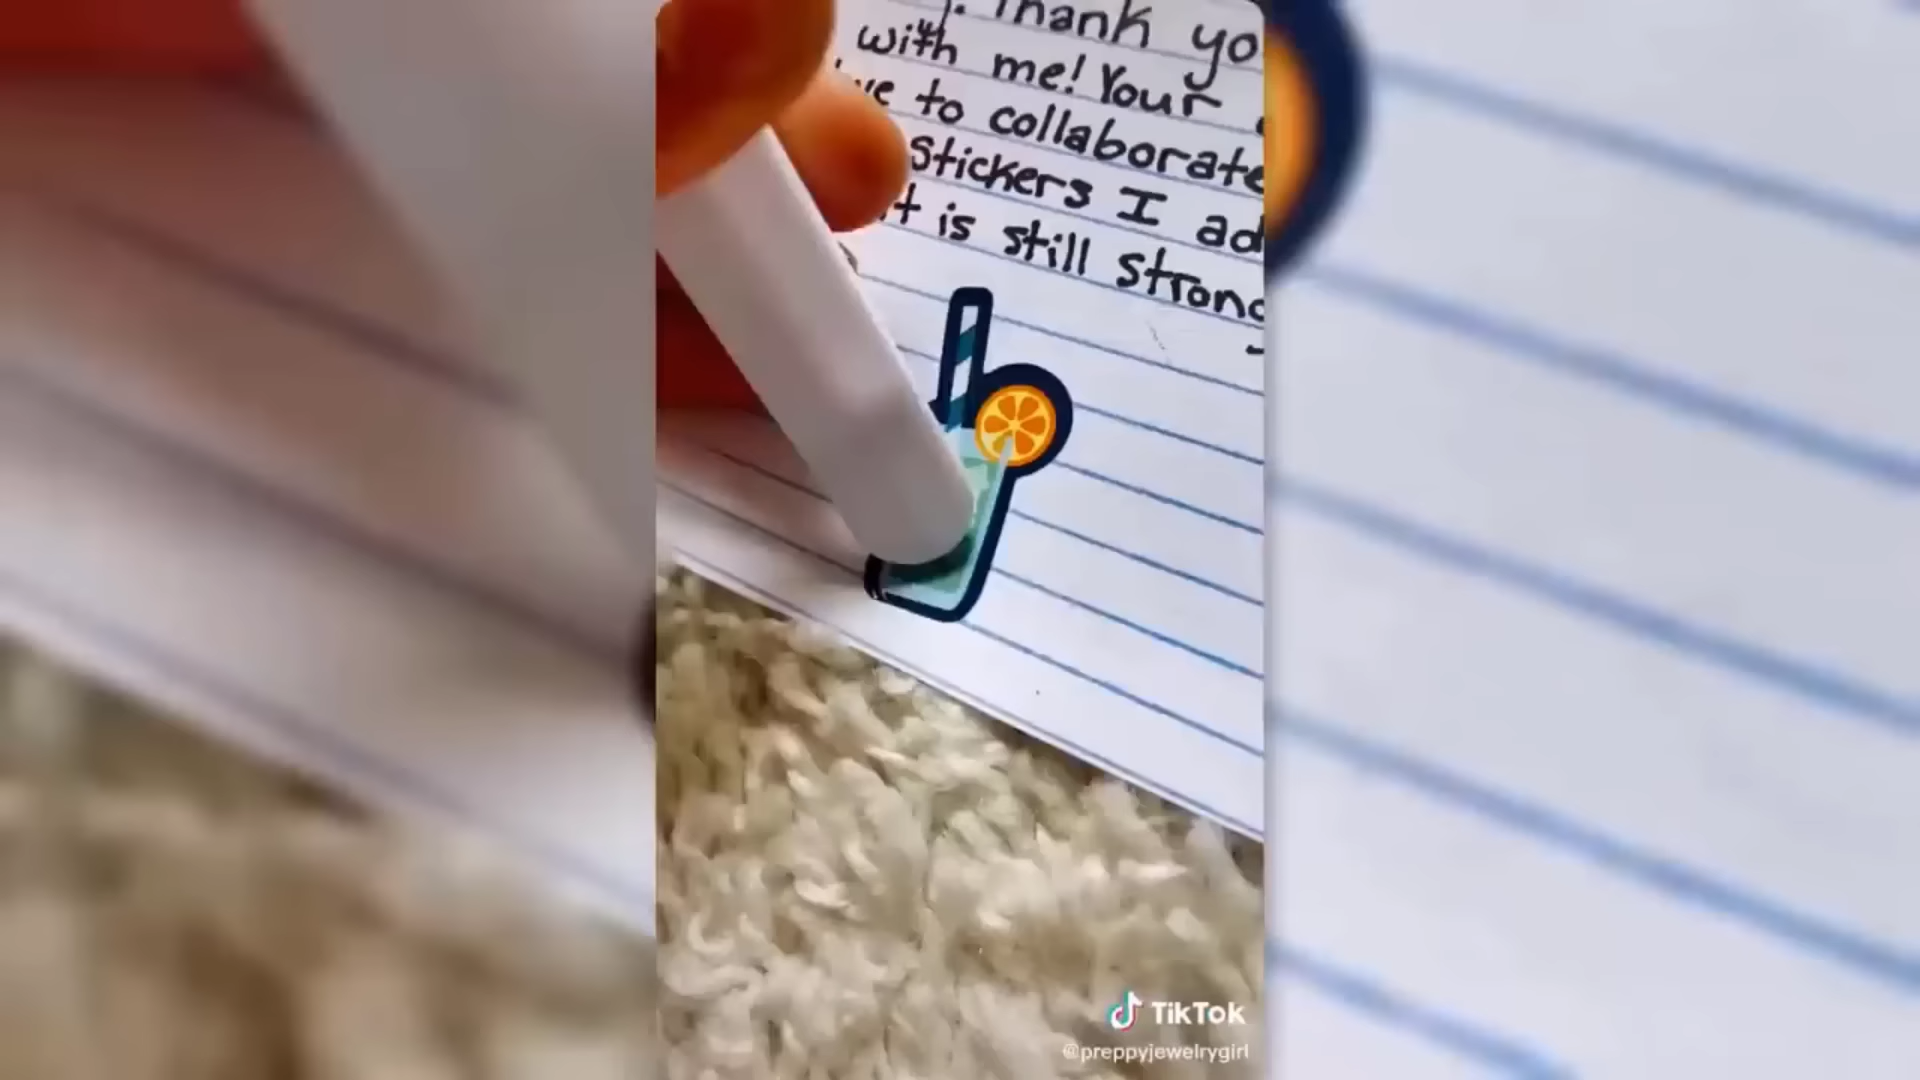 Thank yo
with me! Your
to collaborate
Stickers I ad
is still strong
TikTok
@preppyjewelrygirl